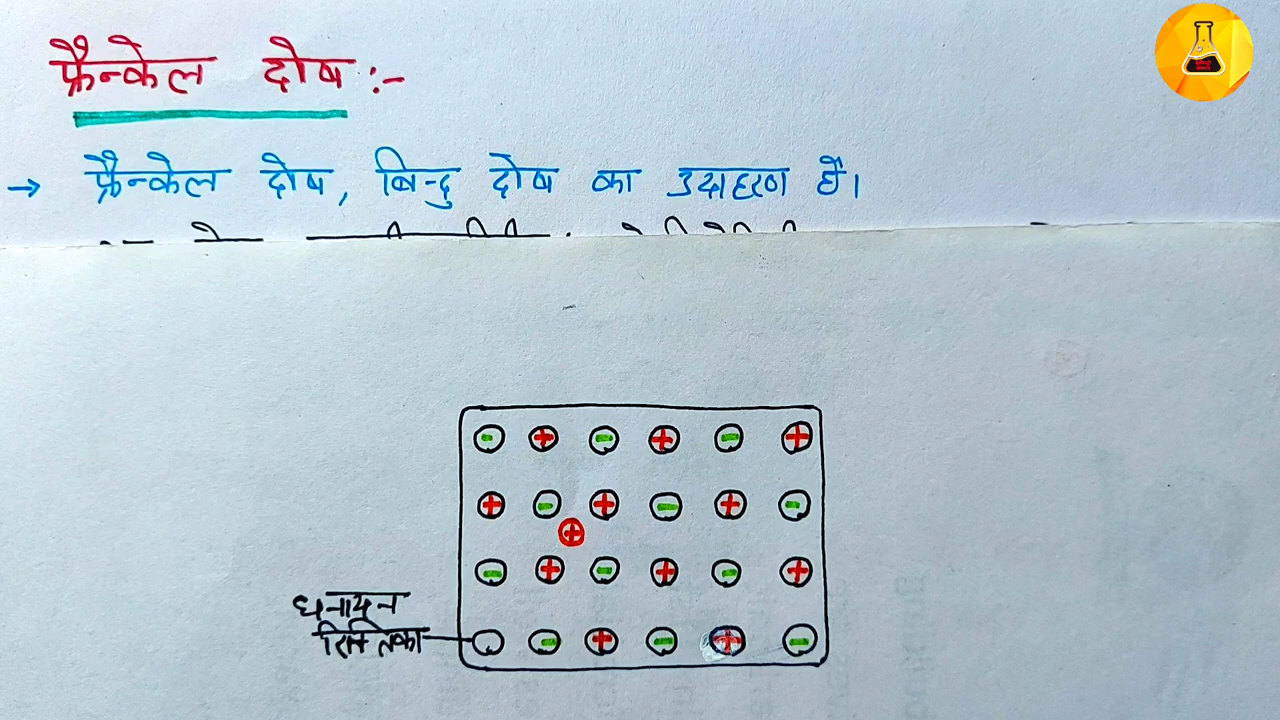 फ्रैन्केल दोष :-
→ फ्रैन्केल दोष, बिन्दु दोष का उदाहरण है।
- + - + - +
+ - + - + -
+
- + - + - +
धनायन
रिक्तिका
- + - + -